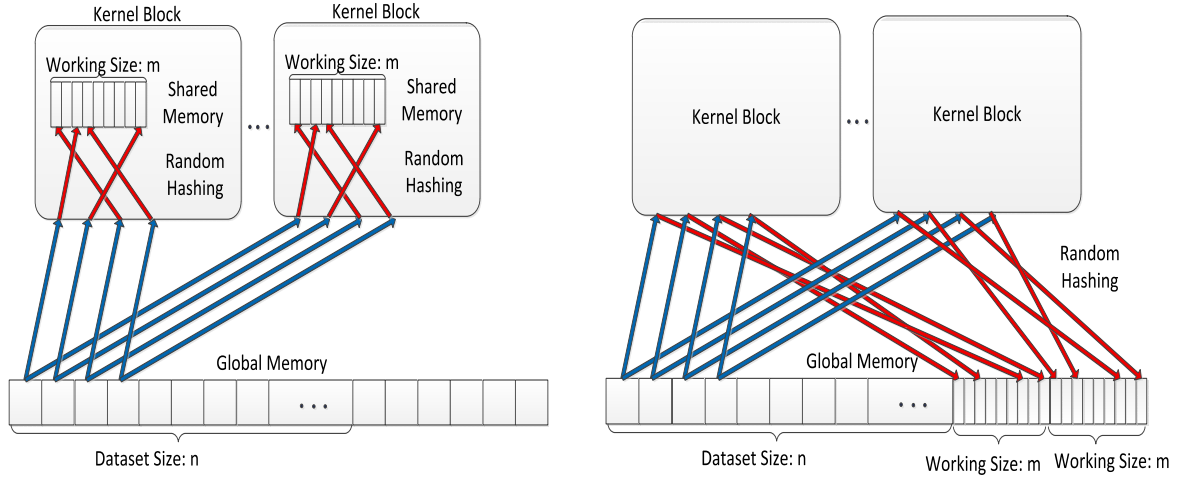 Kernel Block
Working Size: m
Shared
Memory
Random
Hashing
...
Kernel Block
Working Size: m
Shared
Memory
Random
Hashing
Global Memory
...
Dataset Size: n
Kernel Block
...
Kernel Block
Random
Hashing
Global Memory
...
Dataset Size: n
Working Size: m
Working Size: m